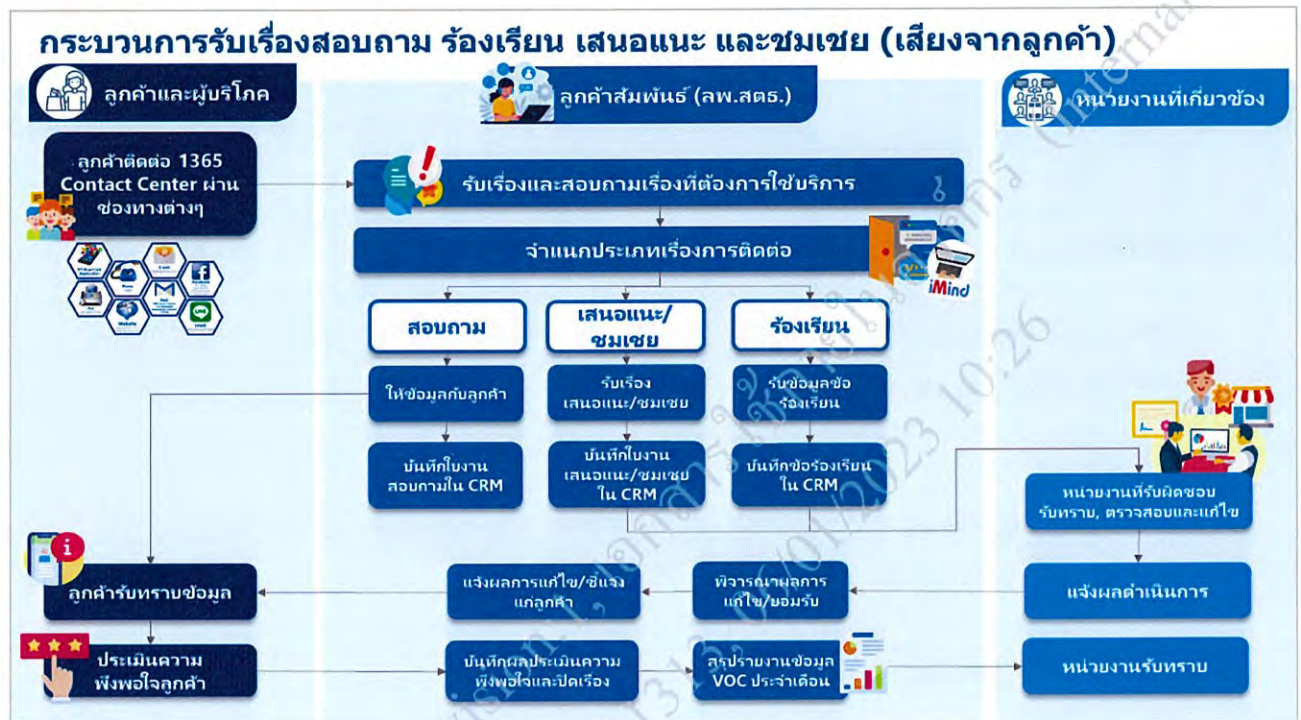 กระบวนการรับเรื่องสอบถาม ร้องเรียน เสนอแนะ และชมเชย (เสียงจากลูกค้า)
ลูกค้าและผู้บริโภค
ลูกค้าสัมพันธ์ (ลพ.สตธ.)
หน่วยงานที่เกี่ยวข้อง
ลูกค้าติดต่อ 1365
Contact Center ผ่าน
ช่องทางต่างๆ
รับเรื่องและสอบถามเรื่องที่ต้องการใช้บริการ
จำแนกประเภทเรื่องการติดต่อ
iMind
Phone
E-mail
Facebook
Website
LINE
สอบถาม
เสนอแนะ/
ชมเชย
ร้องเรียน
ให้ข้อมูลกับลูกค้า
รับเรื่อง
เสนอแนะ/ชมเชย
รับข้อมูลข้อ
ร้องเรียน
บันทึกใบงาน
สอบถามใน CRM
บันทึกใบงาน
เสนอแนะ/ชมเชย
ใน CRM
บันทึกข้อร้องเรียน
ใน CRM
หน่วยงานที่รับผิดชอบ
รับทราบ, ตรวจสอบและแก้ไข
ลูกค้ารับทราบข้อมูล
แจ้งผลการแก้ไข/ชี้แจง
แก่ลูกค้า
พิจารณาผลการ
แก้ไข/ยอมรับ
แจ้งผลดำเนินการ
ประเมินความ
พึงพอใจลูกค้า
บันทึกผลประเมินความ
พึงพอใจและปิดเรื่อง
สรุปรายงานข้อมูล
VOC ประจำเดือน
หน่วยงานรับทราบ
06/01/2023 10:26